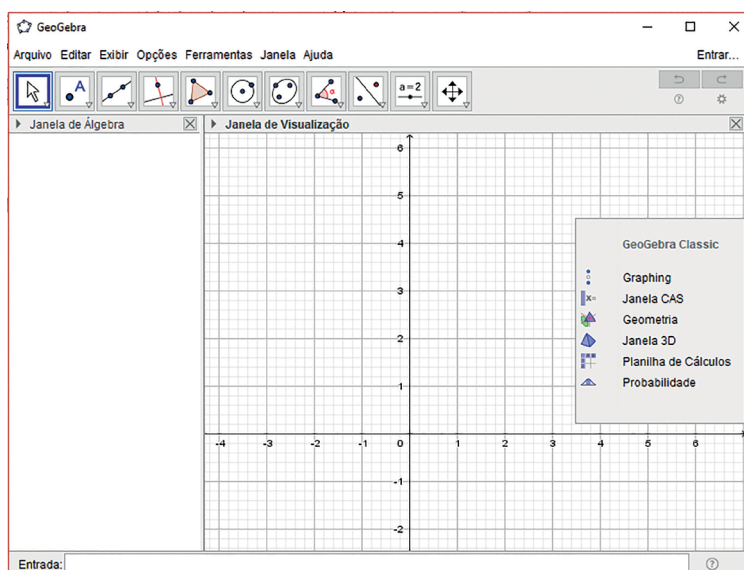 GeoGebra
Arquivo Editar Exibir Opções Ferramentas Janela Ajuda Entrar...
A α a=2
Janela de Álgebra
Janela de Visualização
6
5
4
3
2
1
-4 -3 -2 -1 0 1 2 3 4 5 6
-1
-2
GeoGebra Classic
Graphing
x= Janela CAS
Geometria
Janela 3D
Planilha de Cálculos
Probabilidade
Entrada: